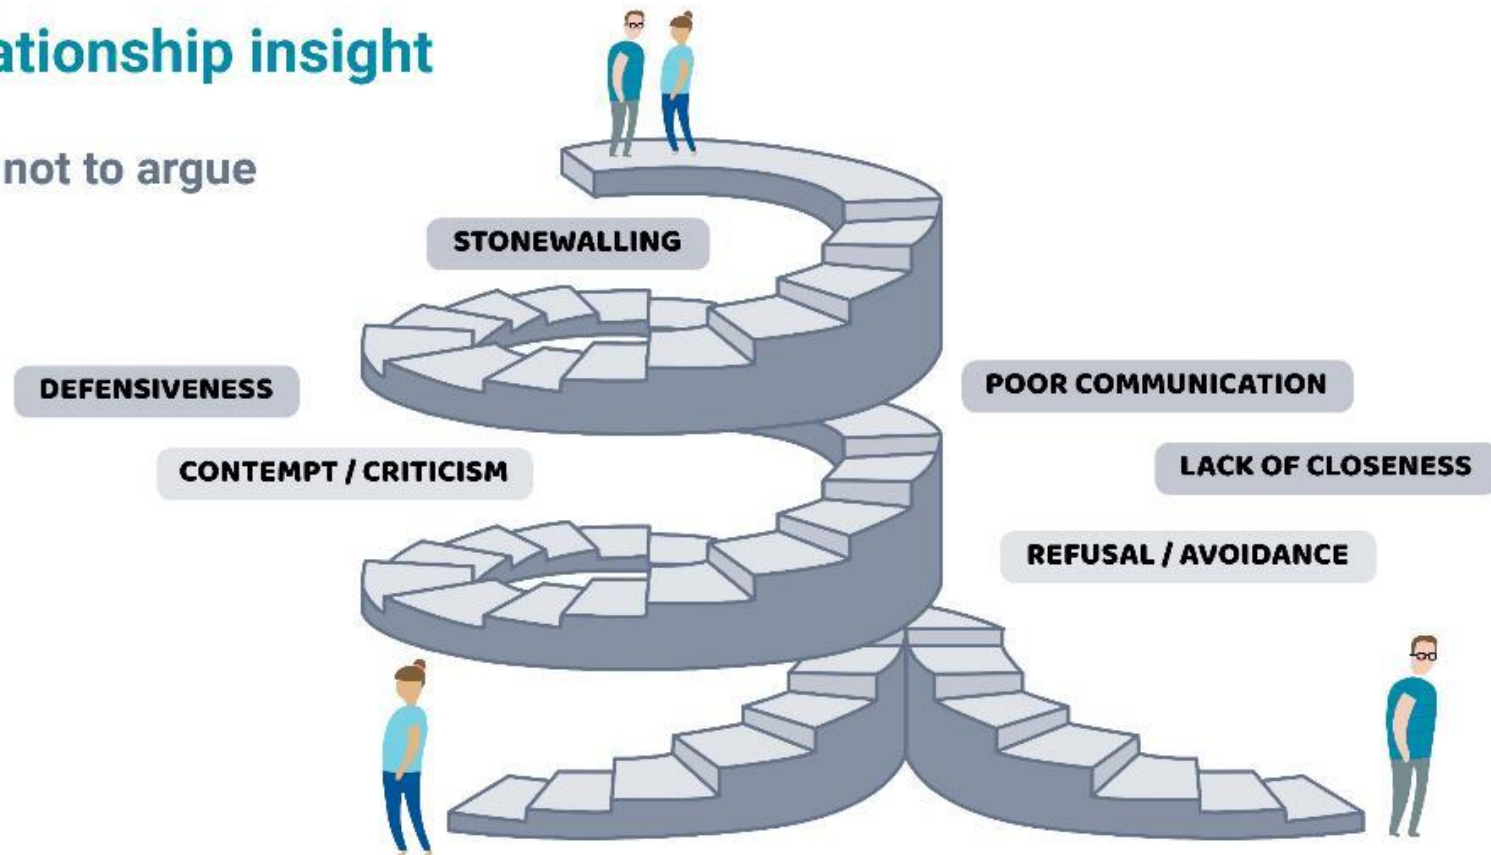 ationship insight
not to argue
STONEWALLING
DEFENSIVENESS
POOR COMMUNICATION
CONTEMPT / CRITICISM
LACK OF CLOSENESS
REFUSAL / AVOIDANCE